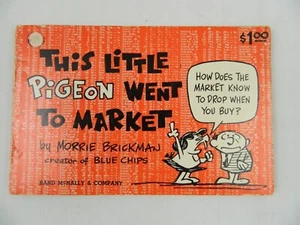 $1.00
THIS LITTLE
PIGEON WENT
TO MARKET
by MORRIE BRICKMAN
creator of BLUE CHIPS
RAND MCNALLY & COMPANY
HOW DOES THE
MARKET KNOW
TO DROP WHEN
YOU BUY?